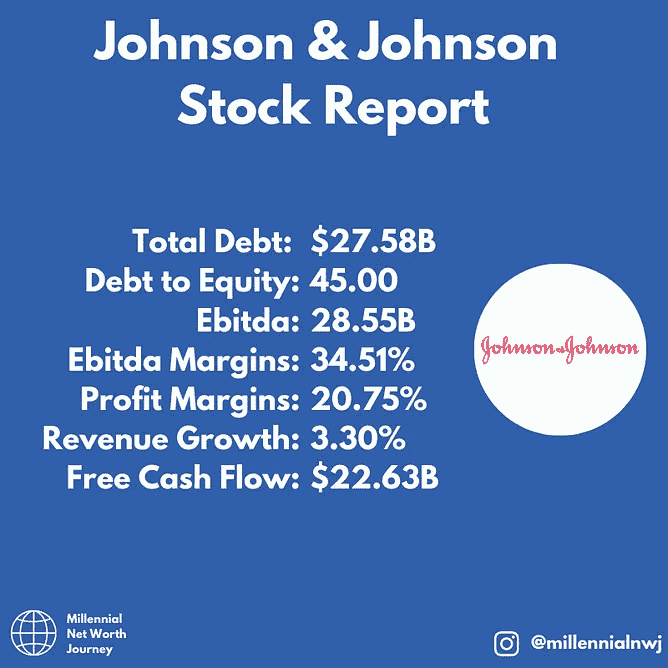 Johnson & Johnson
Stock Report
Total Debt: $27.58B
Debt to Equity: 45.00
Ebitda: 28.55B
Ebitda Margins: 34.51%
Profit Margins: 20.75%
Revenue Growth: 3.30%
Free Cash Flow: $22.63B
Johnson & Johnson
Millennial
Net Worth
Journey
@millennialnwj